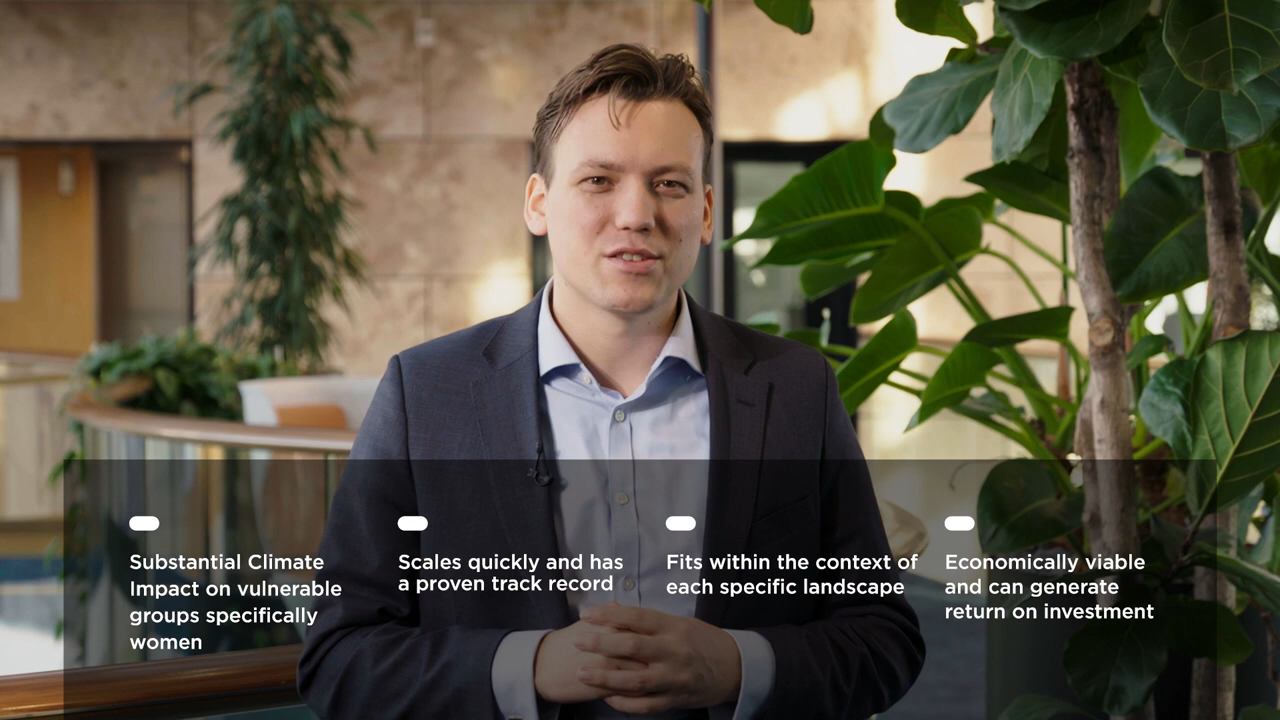 Substantial Climate
Impact on vulnerable
groups specifically
women
Scales quickly and has
a proven track record
Fits within the context of
each specific landscape
Economically viable
and can generate
return on investment